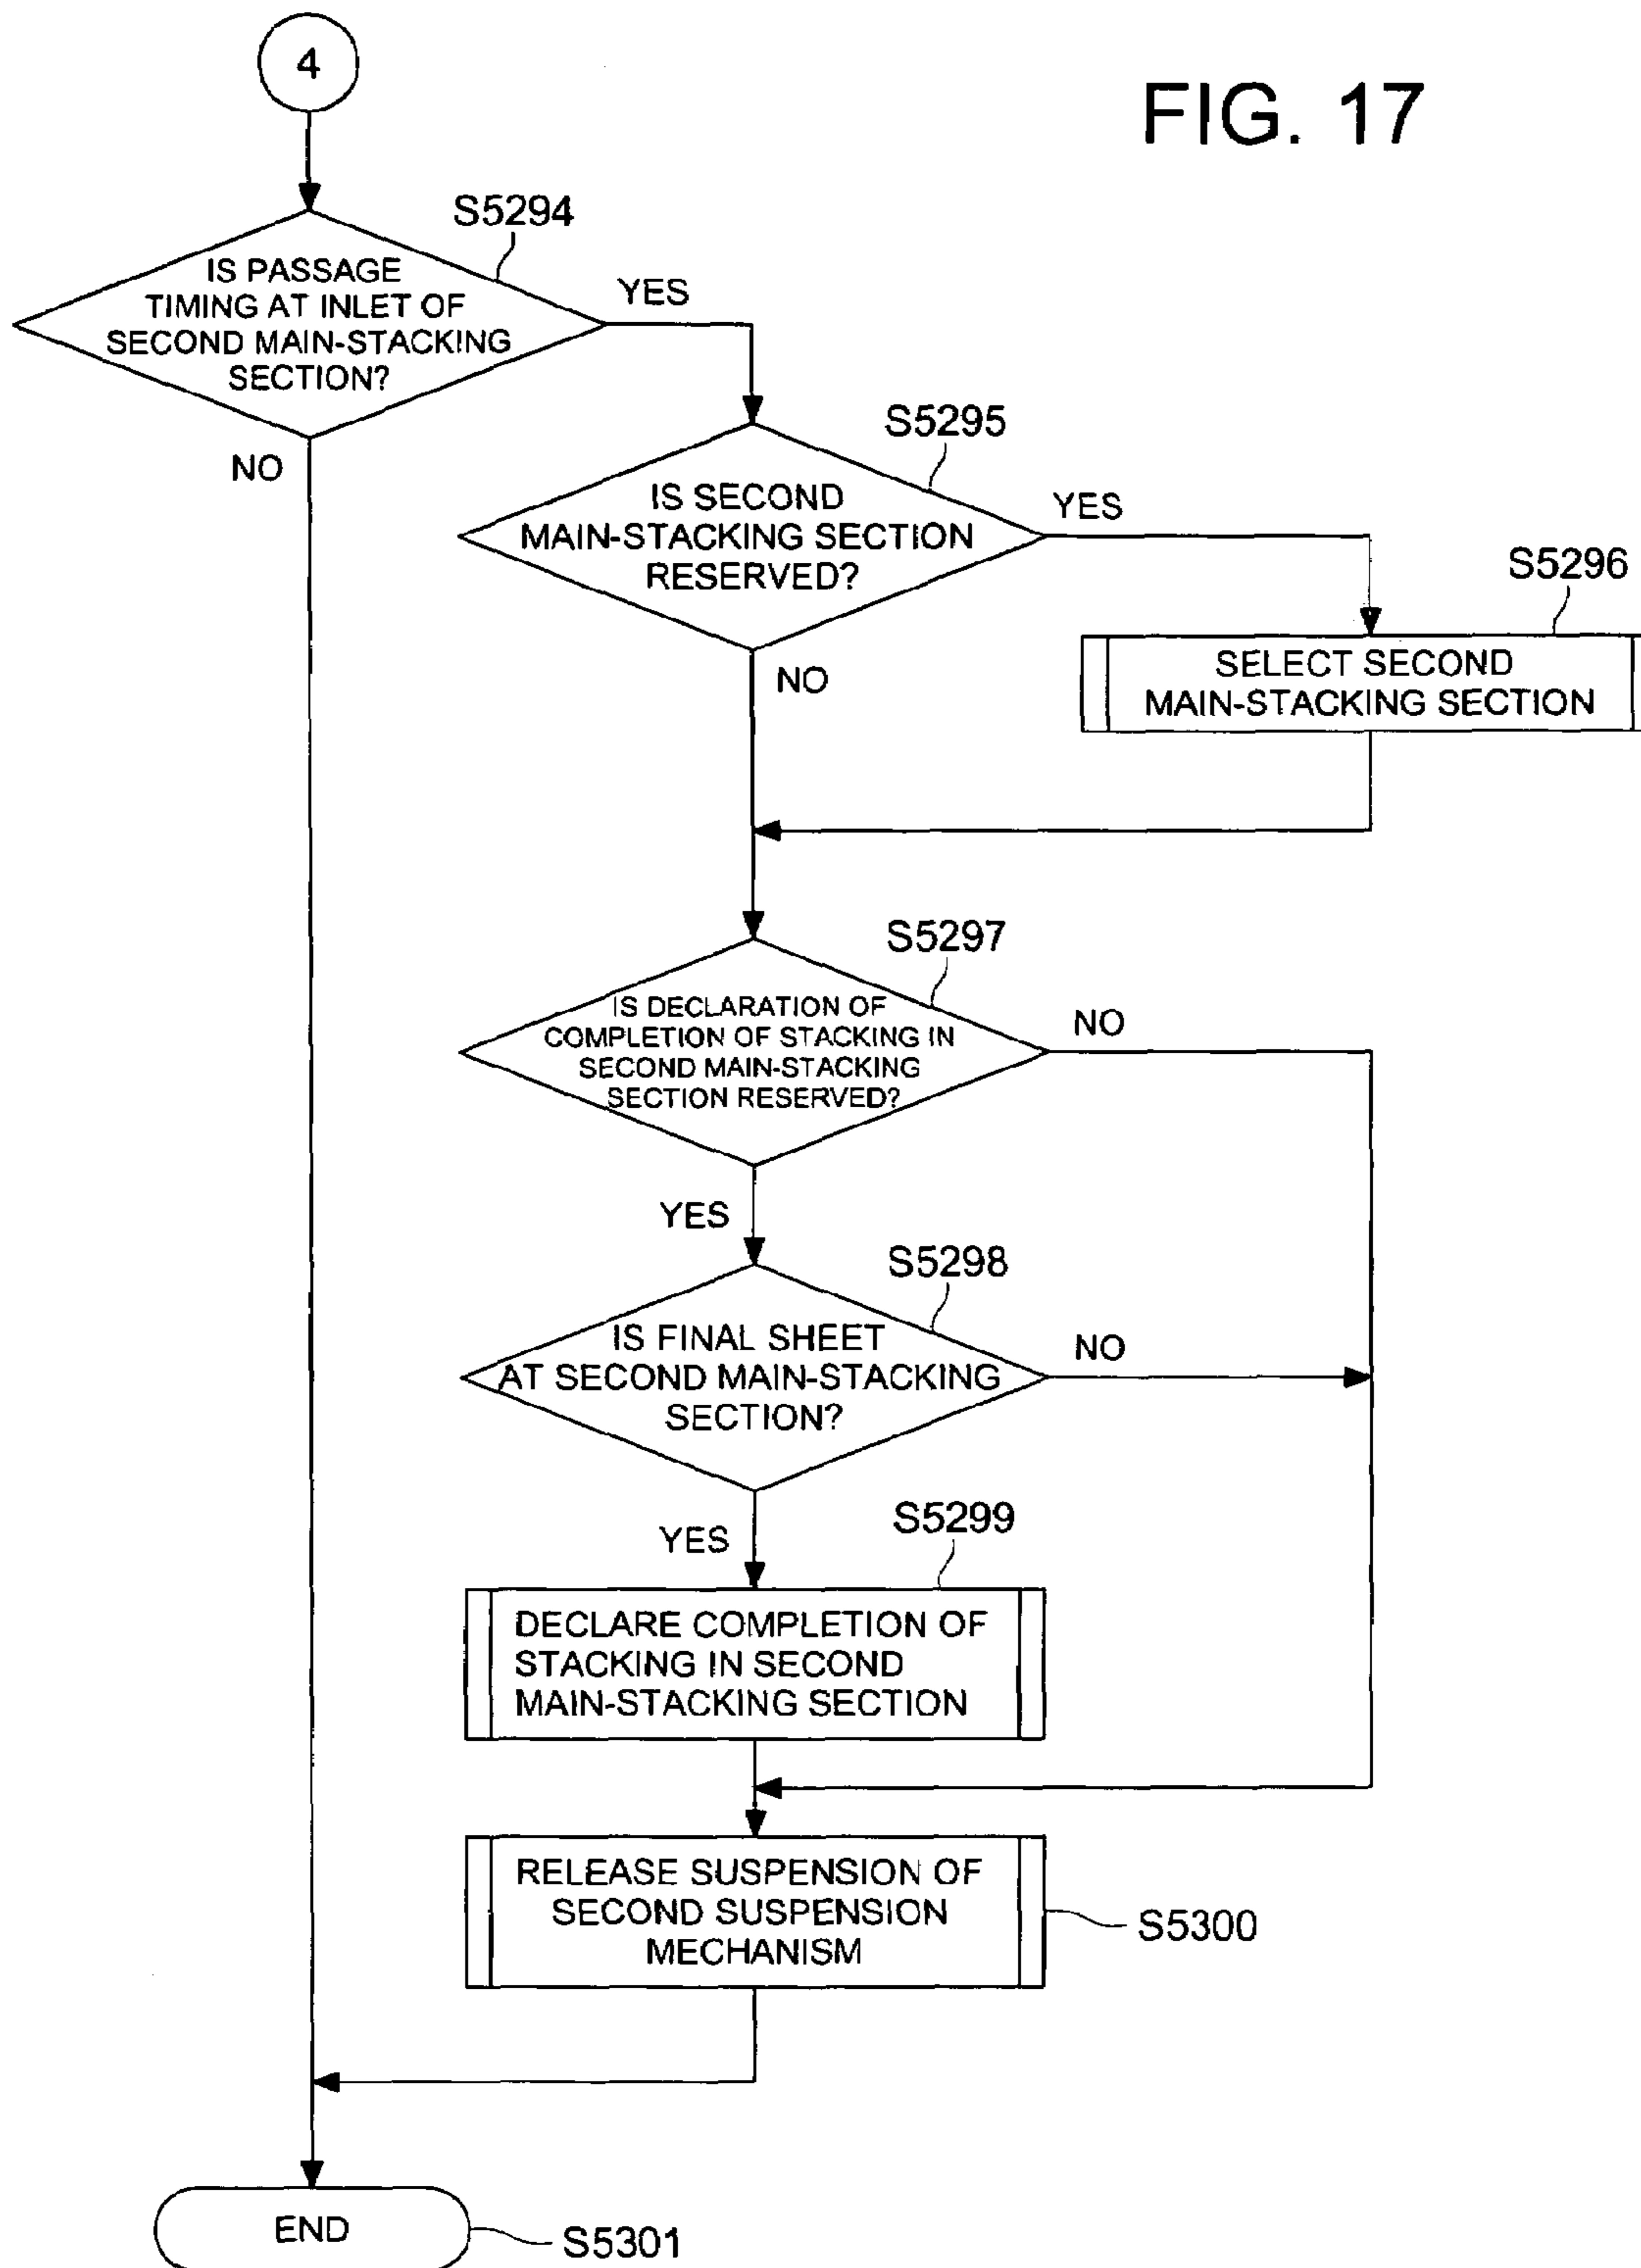 4
FIG. 17
S5294
IS PASSAGE
TIMING AT INLET OF
SECOND MAIN-STACKING
SECTION?
YES
NO
S5295
IS SECOND
MAIN-STACKING SECTION
RESERVED?
YES
NO
S5296
SELECT SECOND
MAIN-STACKING SECTION
S5297
IS DECLARATION OF
COMPLETION OF STACKING IN
SECOND MAIN-STACKING
SECTION RESERVED?
NO
YES
S5298
IS FINAL SHEET
AT SECOND MAIN-STACKING
SECTION?
NO
YES
S5299
DECLARE COMPLETION OF
STACKING IN SECOND
MAIN-STACKING SECTION
RELEASE SUSPENSION OF
SECOND SUSPENSION
MECHANISM
S5300
END
S5301